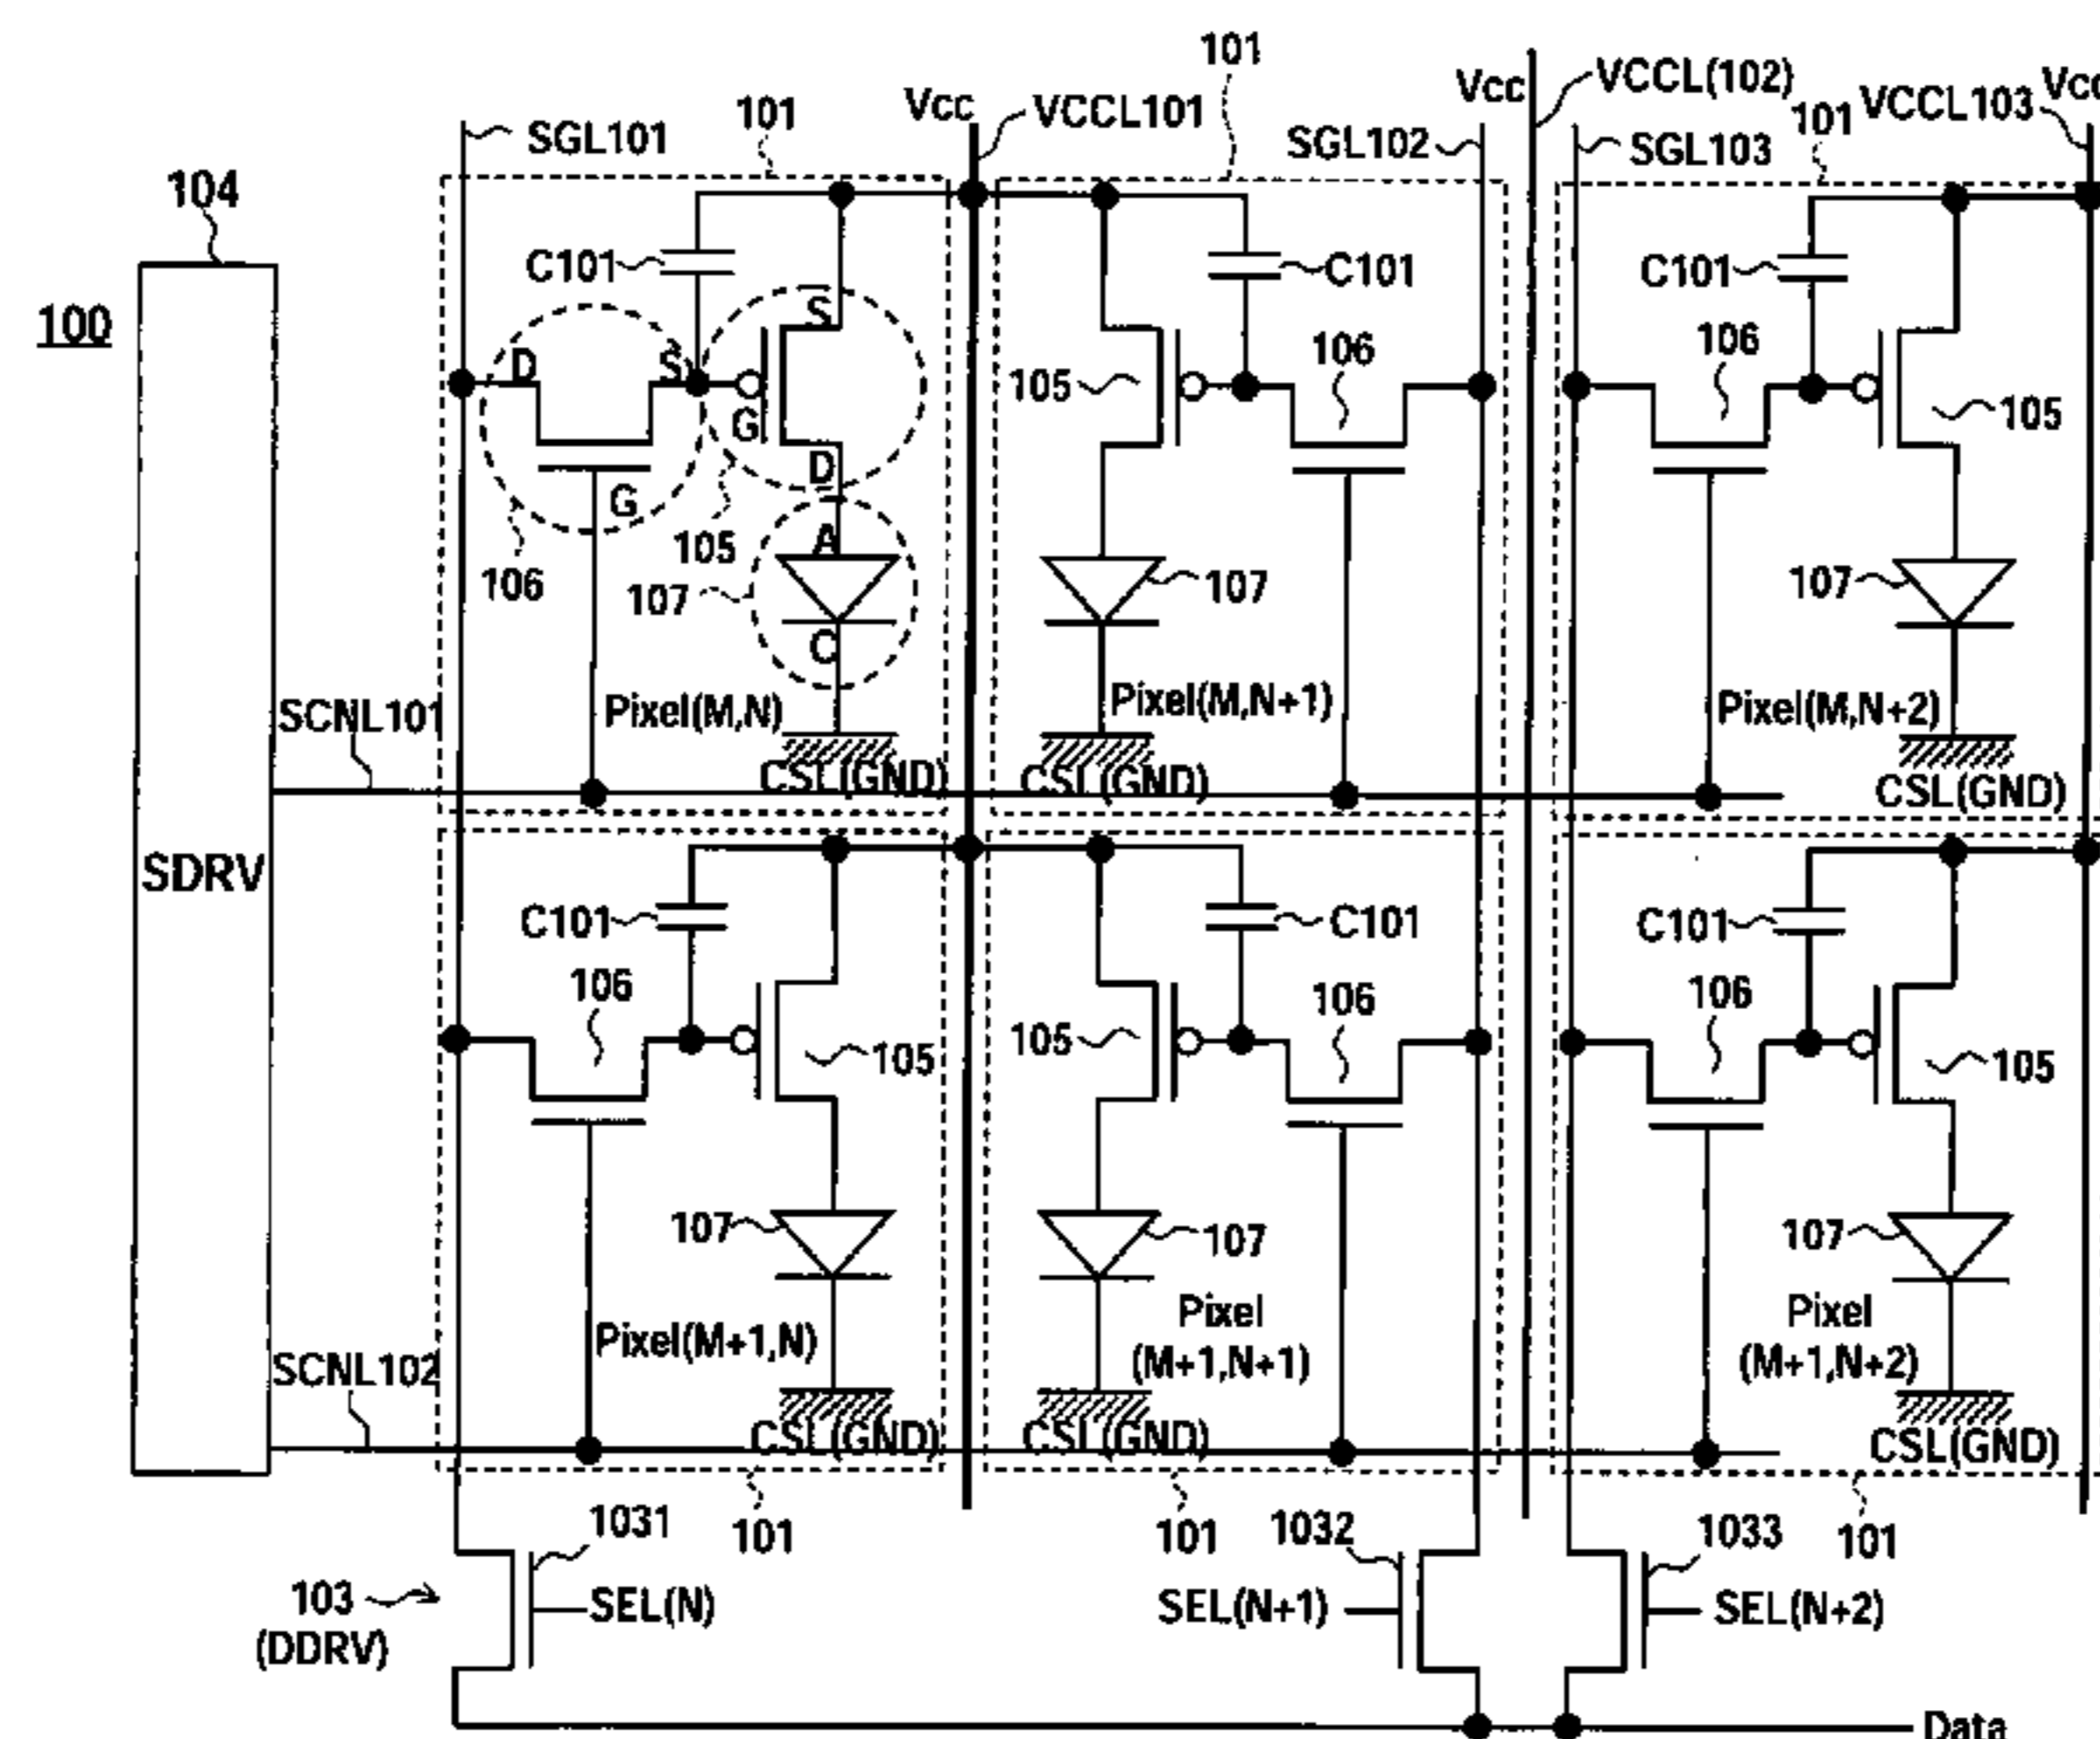 101
Vcc
VCCL(102)
Vcc
101
Vcc
VCCL101
SGL102
SGL103
101
VCCL103
SGL101
104
100
C101
C101
C101
S
D
S
G
D
G
105
106
106
105
106
105
A
107
C
107
107
SCNL101
Pixel(M,N)
Pixel(M,N+1)
Pixel(M,N+2)
CSL(GND)
CSL(GND)
CSL(GND)
SDRV
C101
C101
C101
106
105
105
106
106
105
107
107
107
SCNL102
Pixel(M+1,N)
Pixel
(M+1,N+1)
Pixel
(M+1,N+2)
CSL(GND)
CSL(GND)
CSL(GND)
1031
101
101
1032
1033
101
103
(DDRV)
SEL(N)
SEL(N+1)
SEL(N+2)
Data